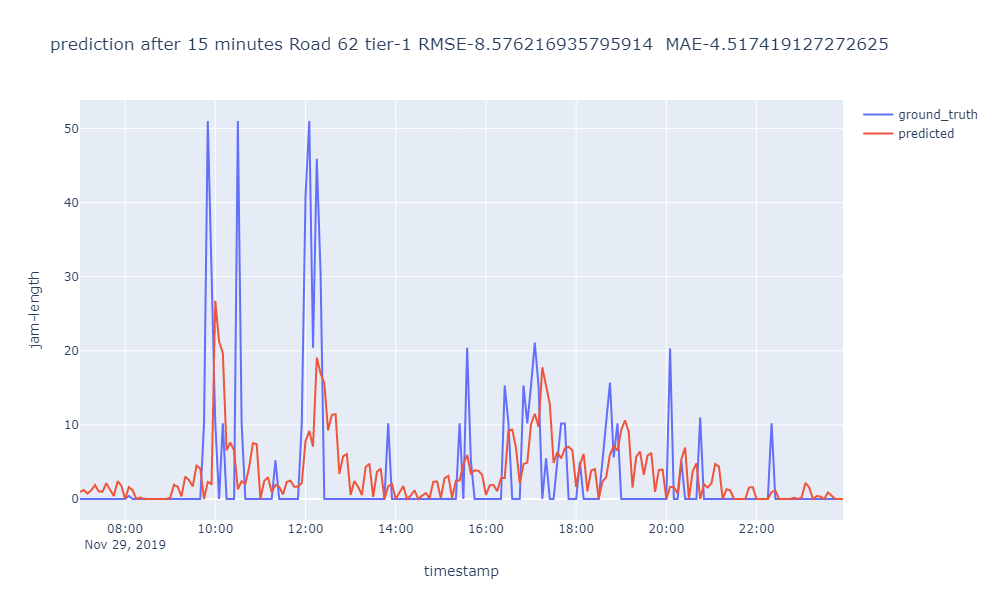 prediction after 15 minutes Road 62 tier-1 RMSE-8.576216935795914  MAE-4.517419127272625
ground_truth
predicted
50
40
30
20
10
0
jam-length
08:00 10:00 12:00 14:00 16:00 18:00 20:00 22:00
Nov 29, 2019
timestamp